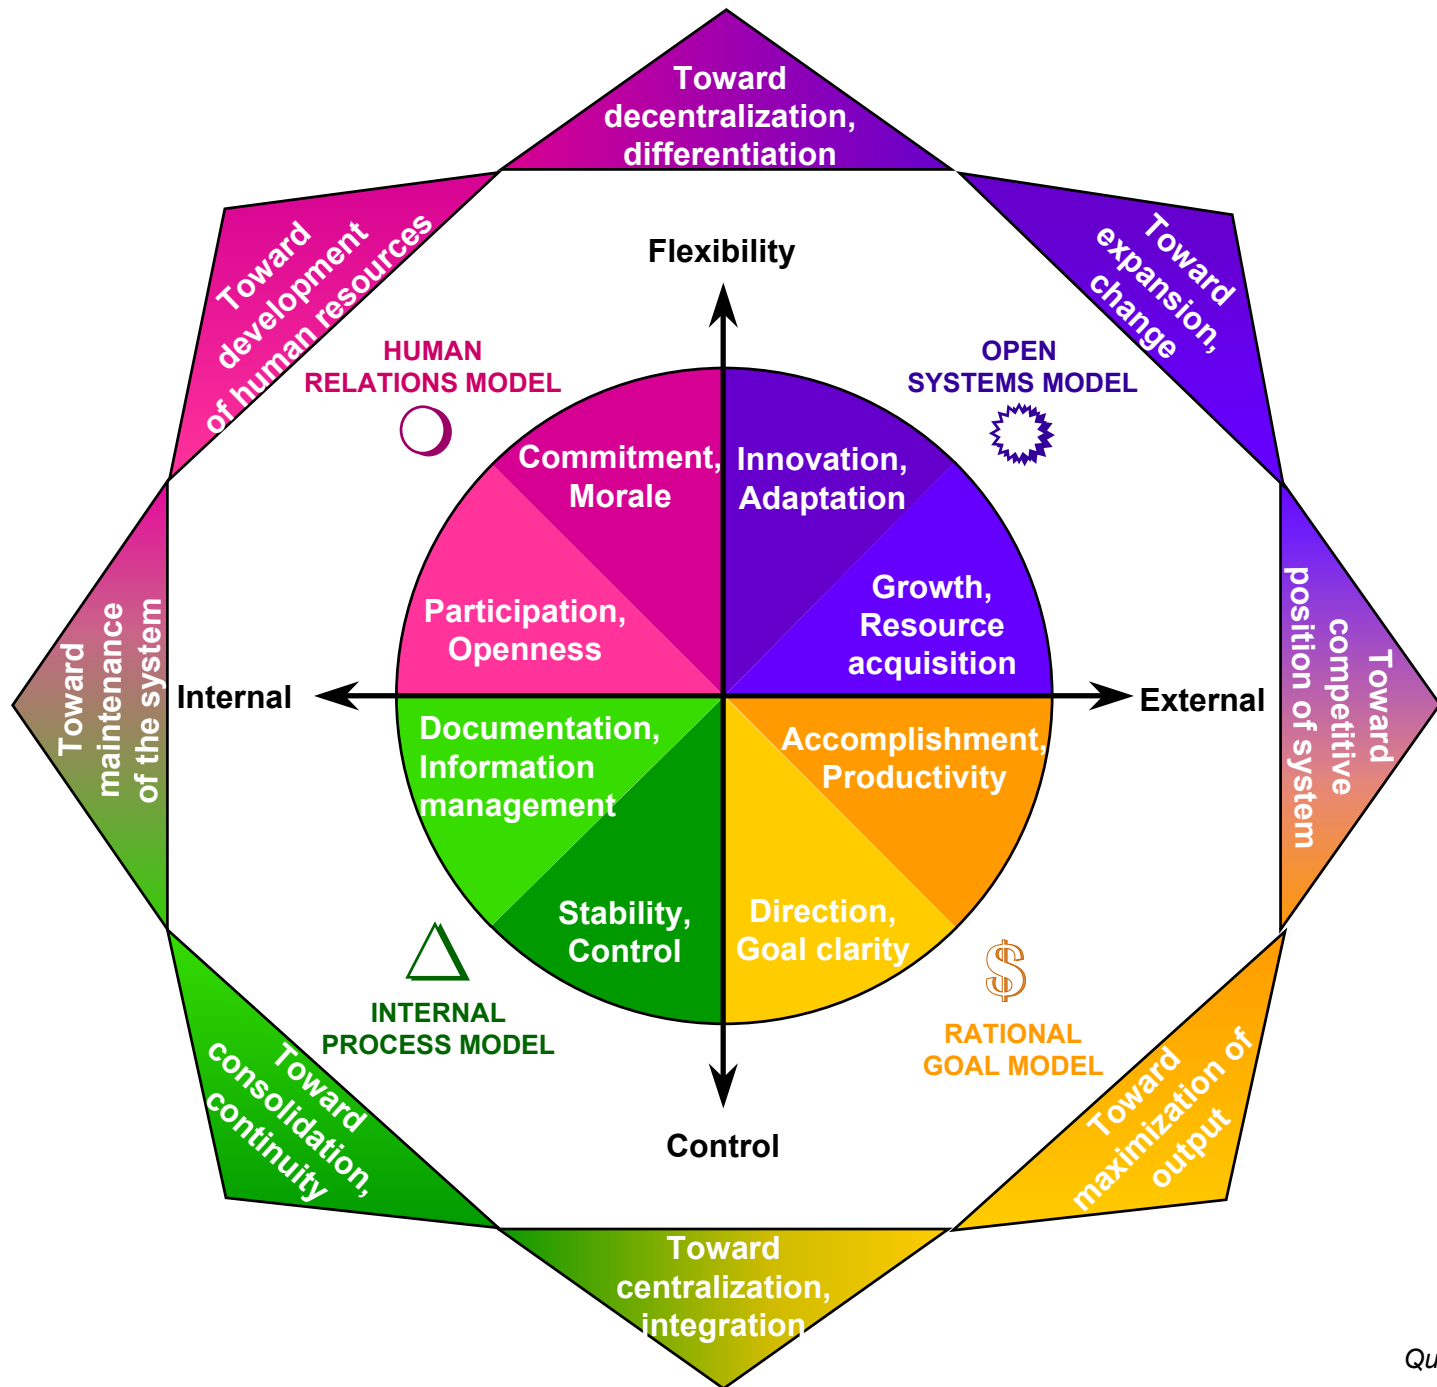 Toward
decentralization,
differentiation
Toward
development
of human resources
Toward
expansion,
change
Flexibility
HUMAN
RELATIONS MODEL
OPEN
SYSTEMS MODEL
Commitment,
Morale
Innovation,
Adaptation
Participation,
Openness
Growth,
Resource
acquisition
Toward
maintenance
of the system
Internal
External
Toward
competitive
position of system
Documentation,
Information
management
Accomplishment,
Productivity
Stability,
Control
Direction,
Goal clarity
$
INTERNAL
PROCESS MODEL
RATIONAL
GOAL MODEL
Toward
consolidation,
continuity
Toward
maximization of
output
Control
Toward
centralization,
integration
Qu